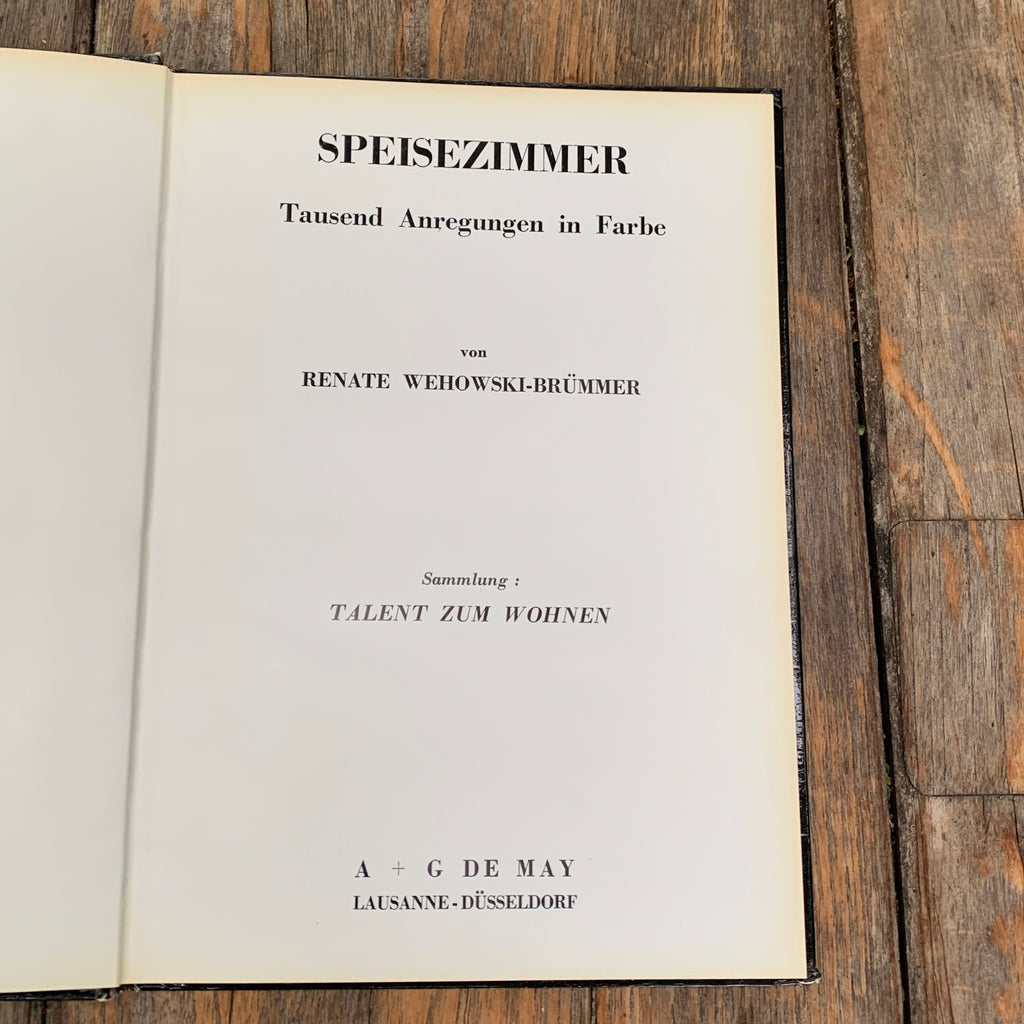 SPEISEZIMMER
Tausend Anregungen in Farbe
von
RENATE WEHOWSKI-BRÜMMER
Sammlung :
TALENT ZUM WOHNEN
A + G DE MAY
LAUSANNE - DÜSSELDORF